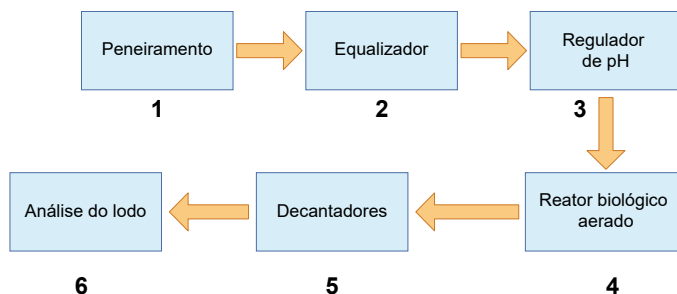 Peneiramento
Equalizador
Regulador
de pH
1
2
3
Análise do lodo
Decantadores
Reator biológico
aerado
6
5
4